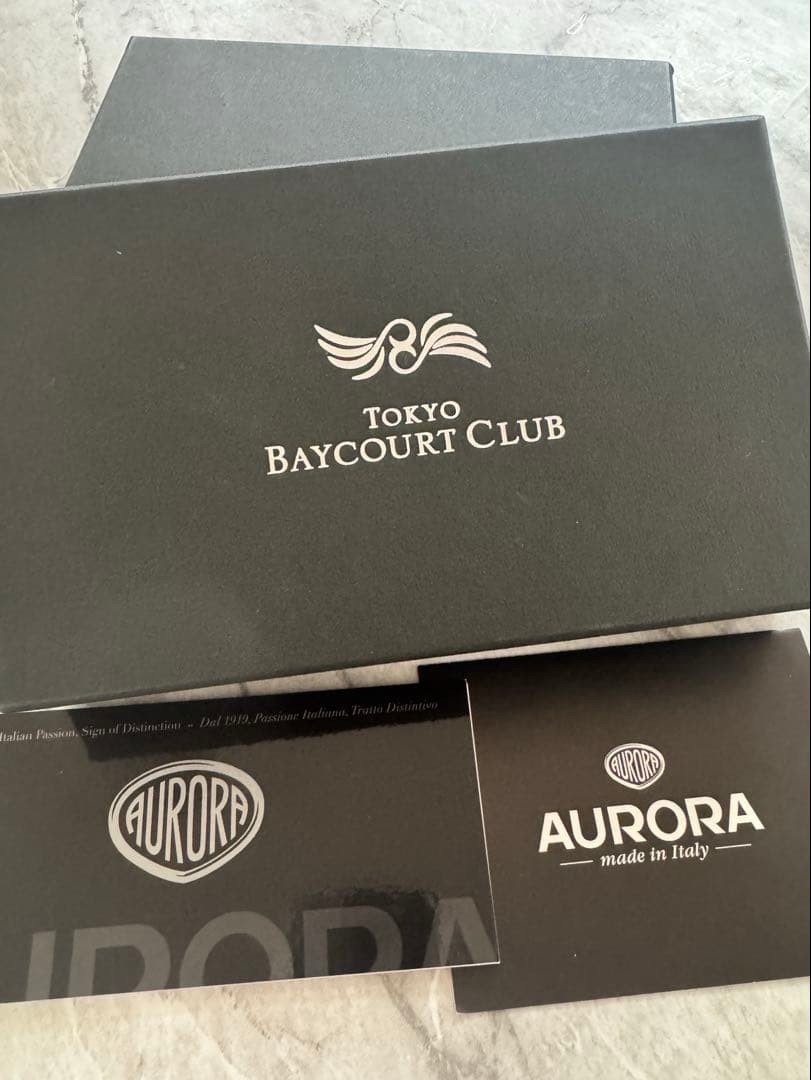 TOKYO
BAYCOURT CLUB
Italian Passion, Sign of Distinction - Dal 1919, Passione Italiana, Tratto Distintivo
AURORA
AURORA
AURORA
made in Italy